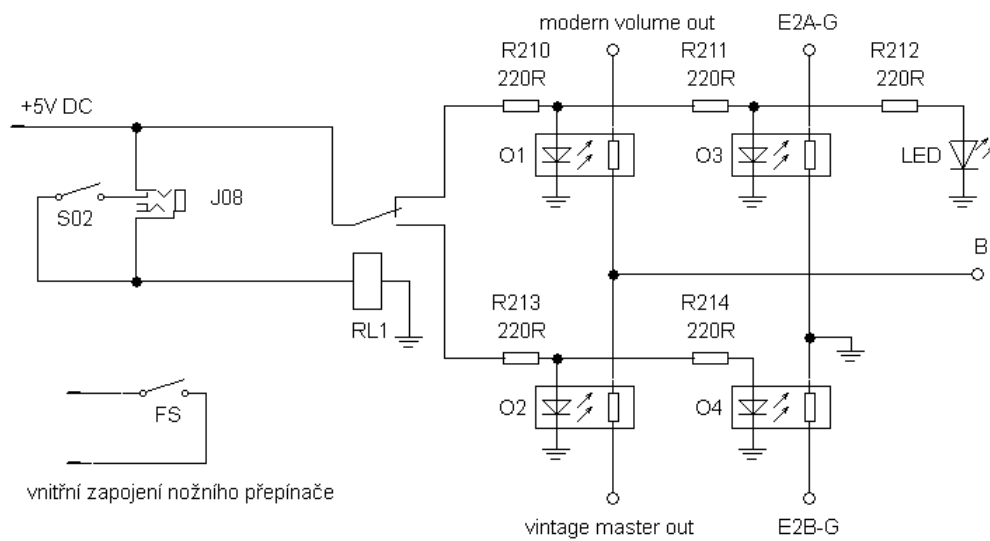 modern volume out E2A-G
R210 R211 R212
220R 220R 220R
+5V DC
O1 O3 LED
J08
S02
B
R213 R214
220R 220R
RL1
O2 O4
FS
vnitřní zapojení nožního přepínače
vintage master out E2B-G